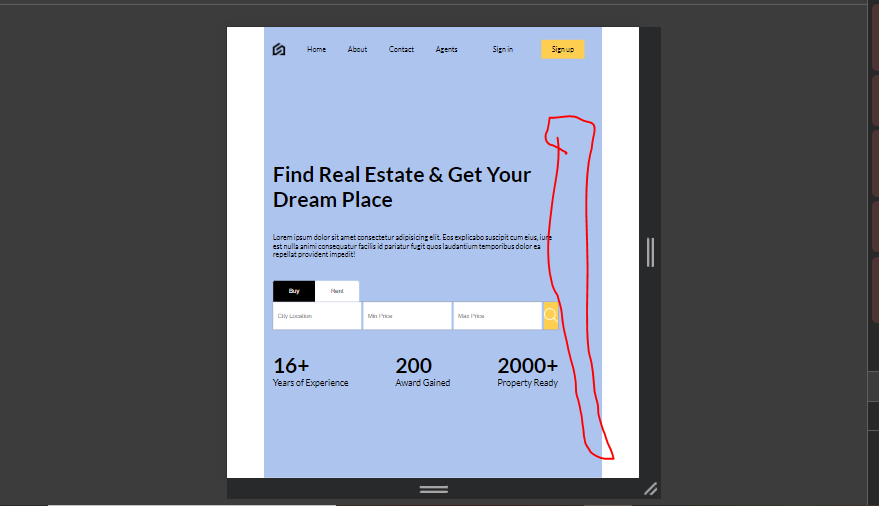 Home About Contact Agents Sign in Sign up
Find Real Estate & Get Your
Dream Place
Lorem ipsum dolor sit amet consectetur adipisicing elit. Eos explicabo suscipit cum eius, iure
est nulla animi consequatur facilis id pariatur fugit quos laudantium temporibus dolor ea
repellat provident impedit!
Buy Rent
City Location Min Price Max Price
16+ 200 2000+
Years of Experience Award Gained Property Ready